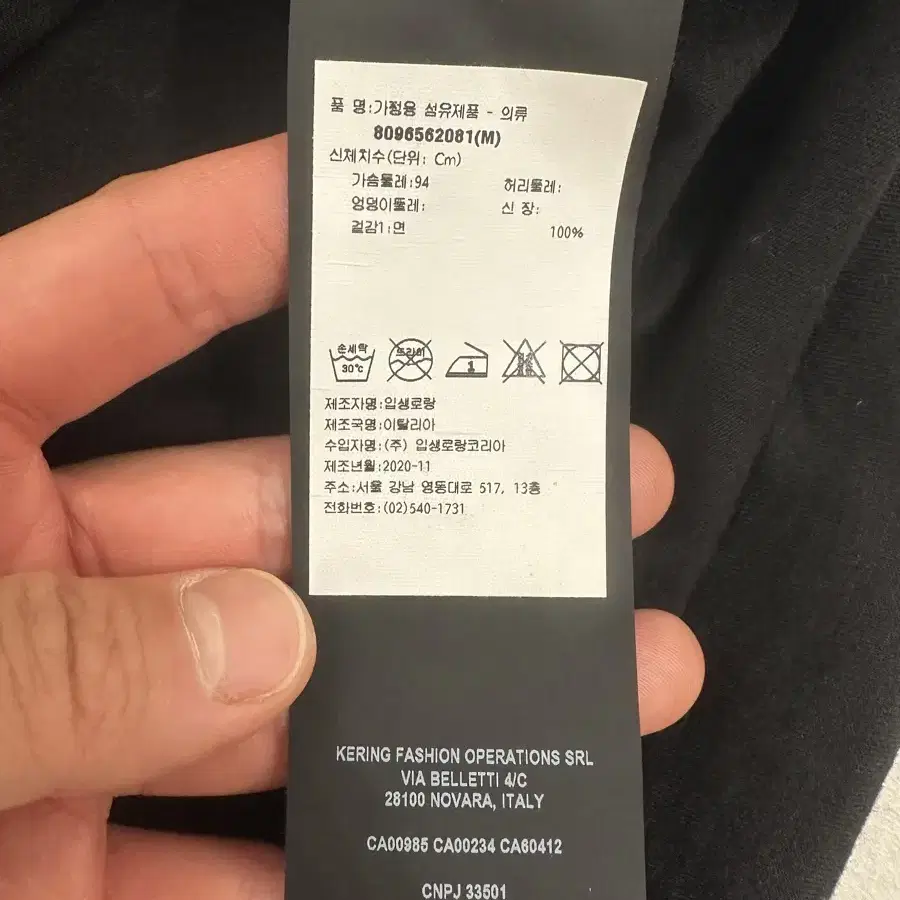 품 명:가정용 섬유제품 - 의류
8096562081(M)
신체치수(단위: Cm)
가슴둘레:94 허리둘레:
엉덩이둘레: 신 장:
겉감1:면 100%
손세탁 드라이
30℃ 1
제조자명:입생로랑
제조국명:이탈리아
수입자명:(주) 입생로랑코리아
제조년월:2020-11
주소:서울 강남 영동대로 517, 13층
전화번호:(02)540-1731
KERING FASHION OPERATIONS SRL
VIA BELLETTI 4/C
28100 NOVARA, ITALY
CA00985 CA00234 CA60412
CNPJ 33501